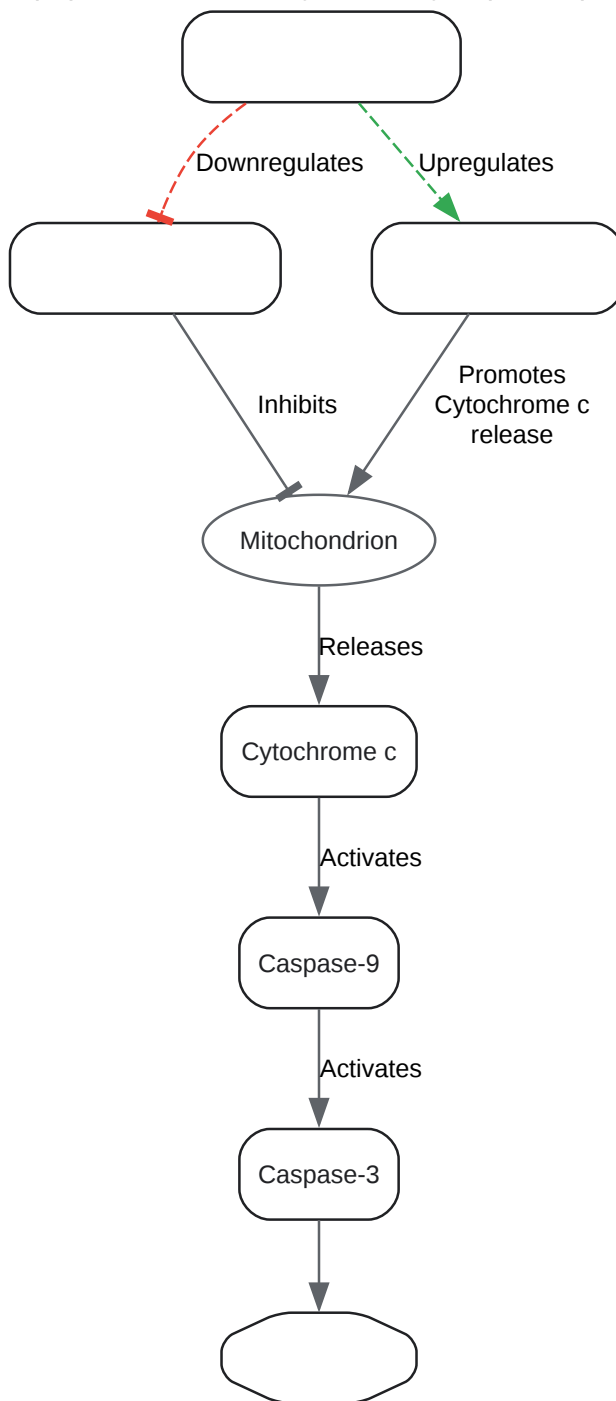 Downregulates
Upregulates
Inhibits
Promotes
Cytochrome c
release
Mitochondrion
Releases
Cytochrome c
Activates
Caspase-9
Activates
Caspase-3